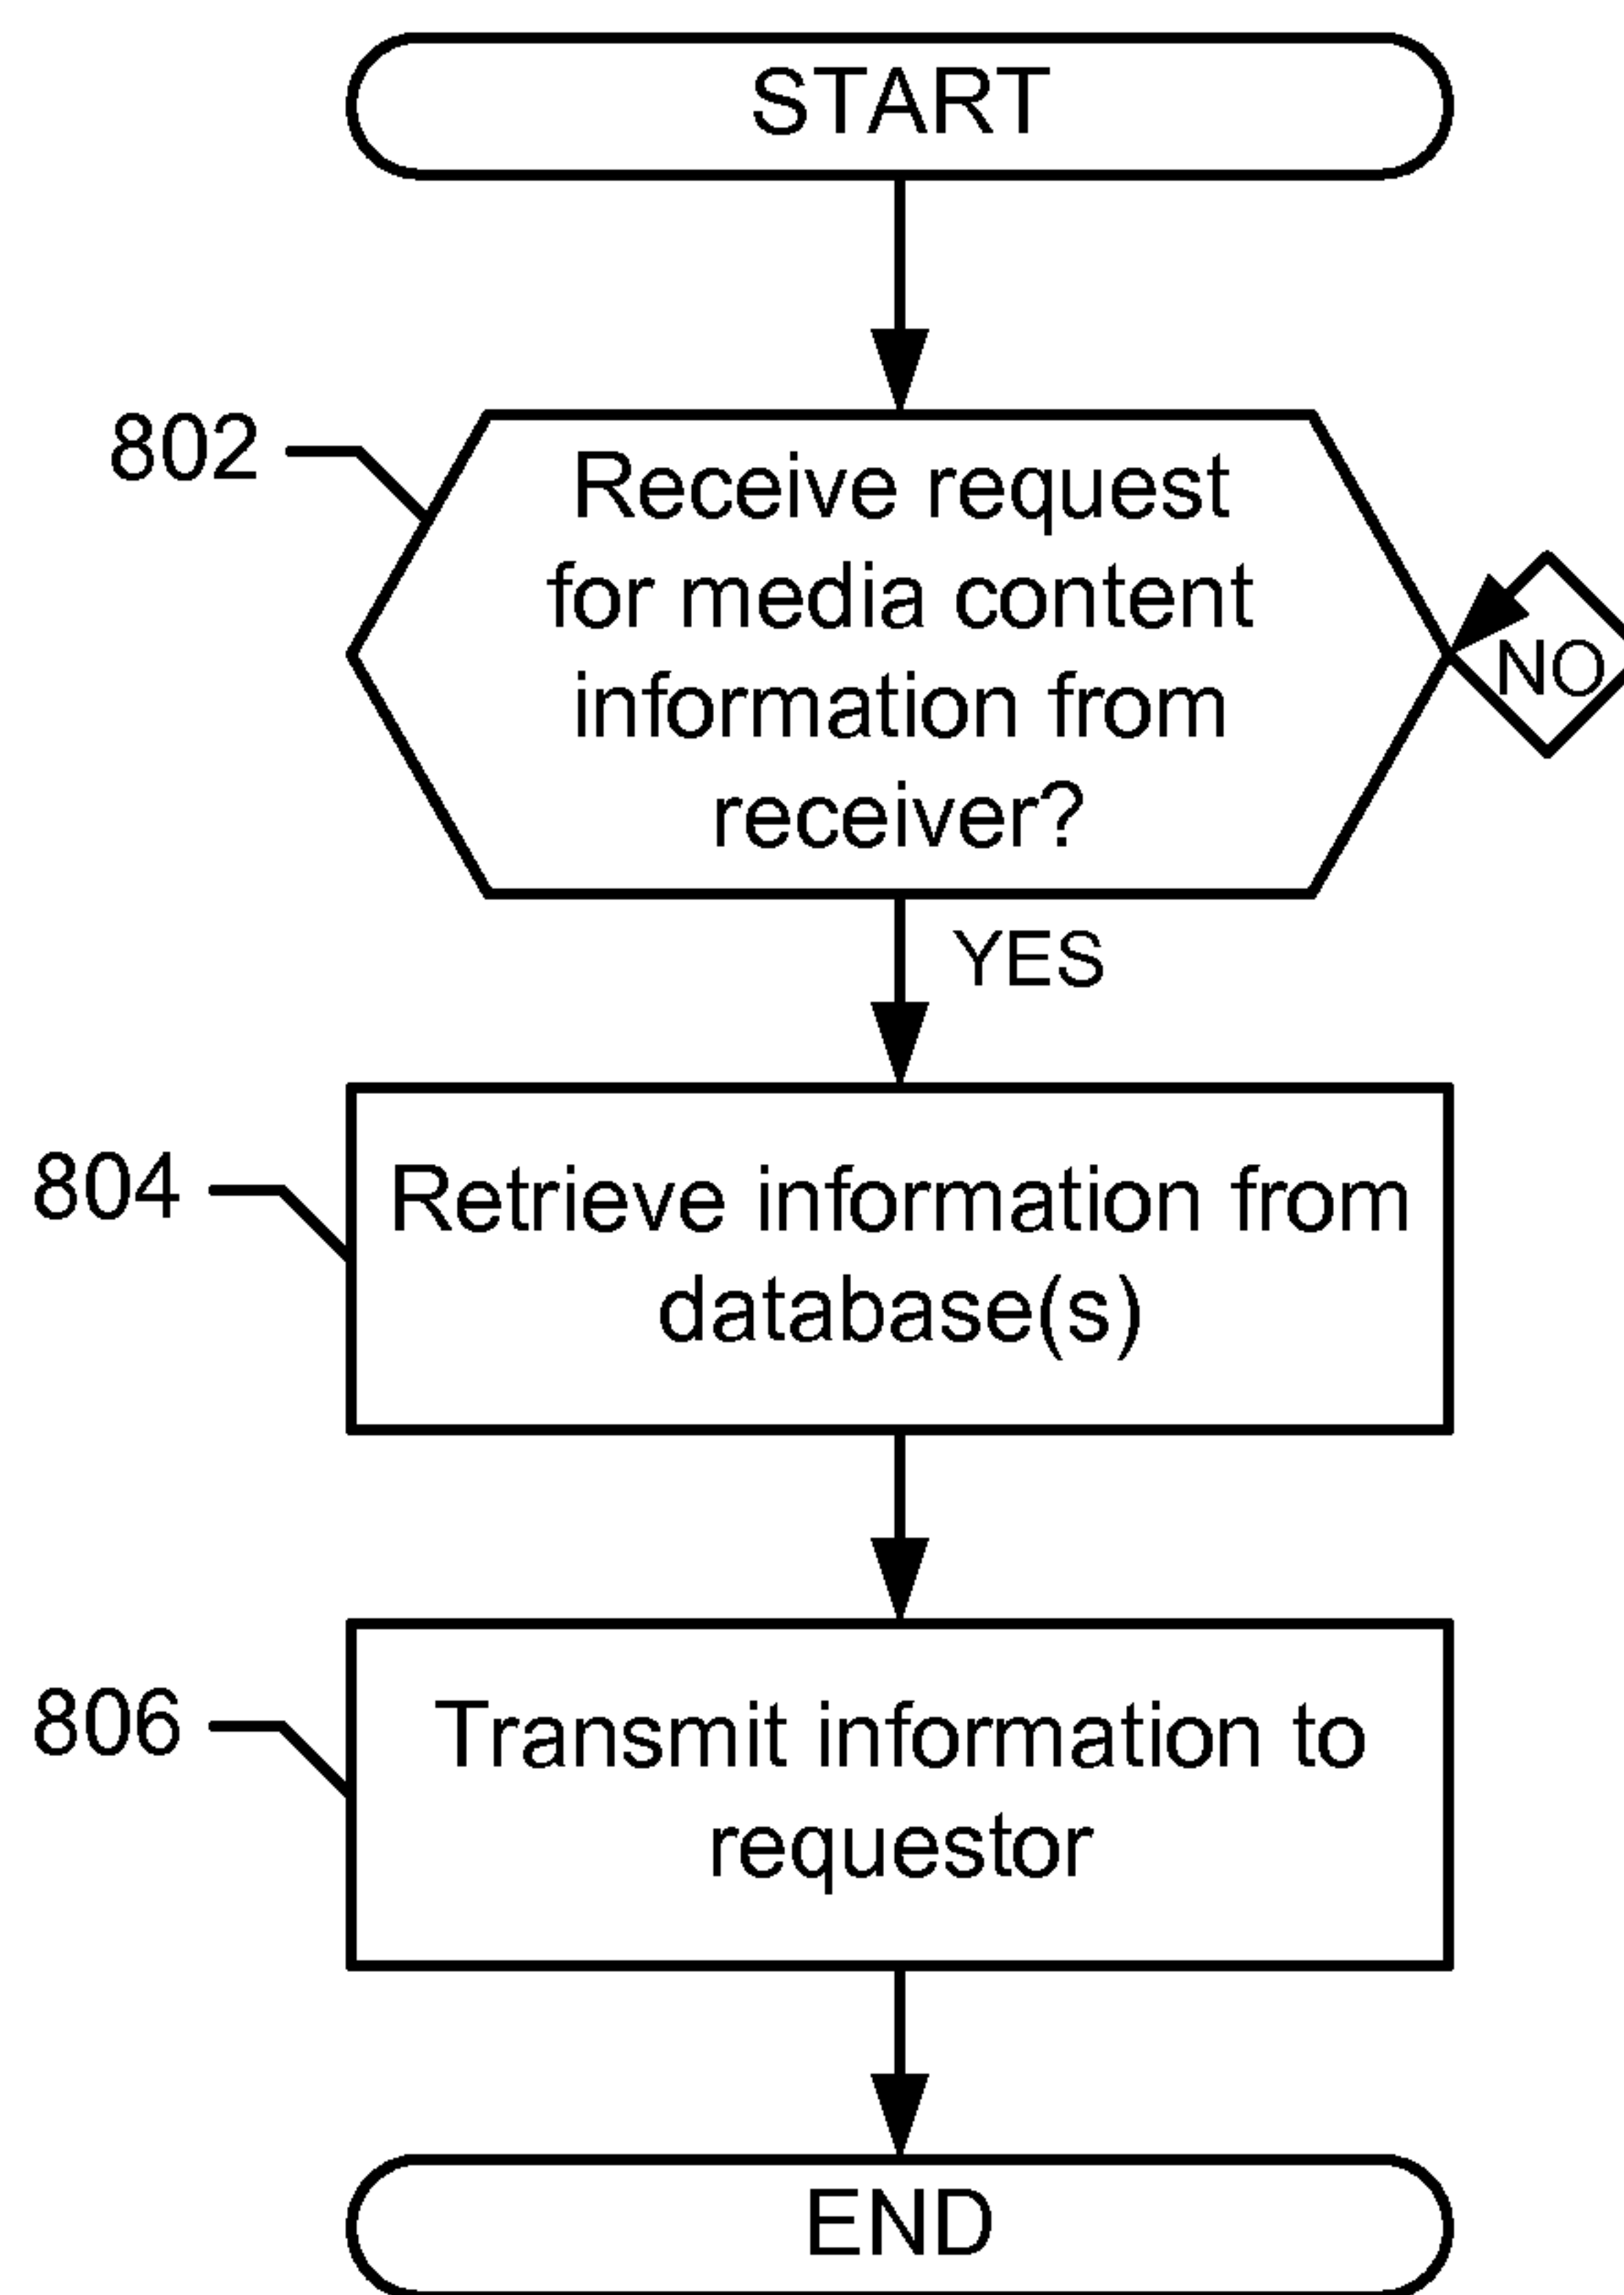 START
802
Receive request
for media content
information from
receiver?
NO
YES
804
Retrieve information from
database(s)
806
Transmit information to
requestor
END